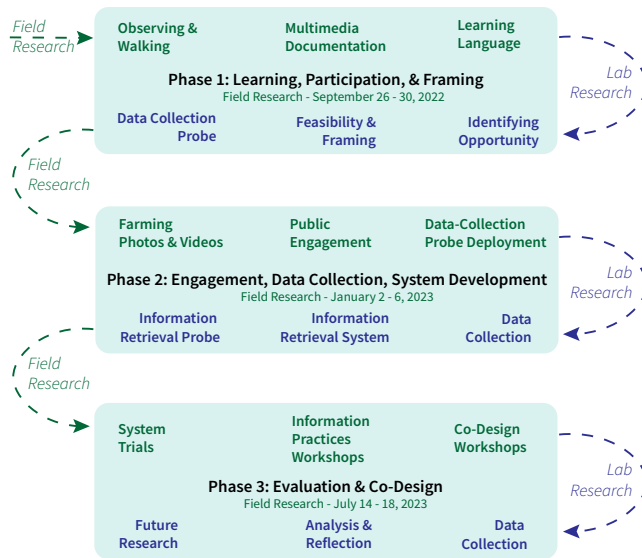 Field
Research
Observing &
Walking
Multimedia
Documentation
Learning
Language
Lab
Research
Phase 1: Learning, Participation, & Framing
Field Research - September 26 - 30, 2022
Data Collection
Probe
Feasibility &
Framing
Identifying
Opportunity
Field
Research
Farming
Photos & Videos
Public
Engagement
Data-Collection
Probe Deployment
Lab
Research
Phase 2: Engagement, Data Collection, System Development
Field Research - January 2 - 6, 2023
Information
Retrieval Probe
Information
Retrieval System
Data
Collection
Field
Research
System
Trials
Information
Practices
Workshops
Co-Design
Workshops
Lab
Research
Phase 3: Evaluation & Co-Design
Field Research - July 14 - 18, 2023
Future
Research
Analysis &
Reflection
Data
Collection